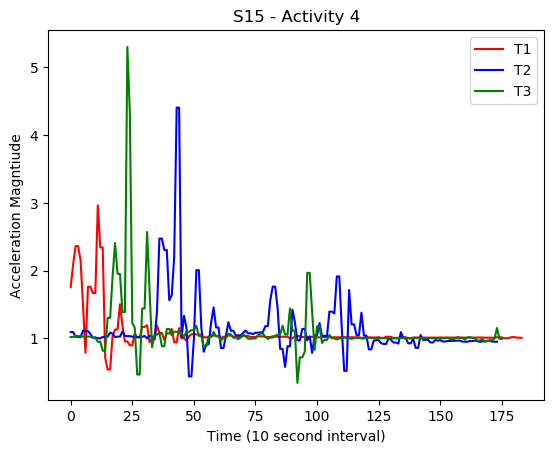 S15 - Activity 4
T1
T2
T3
5
4
3
2
1
Acceleration Magntiude
0
25
50
75
100
125
150
175
Time (10 second interval)